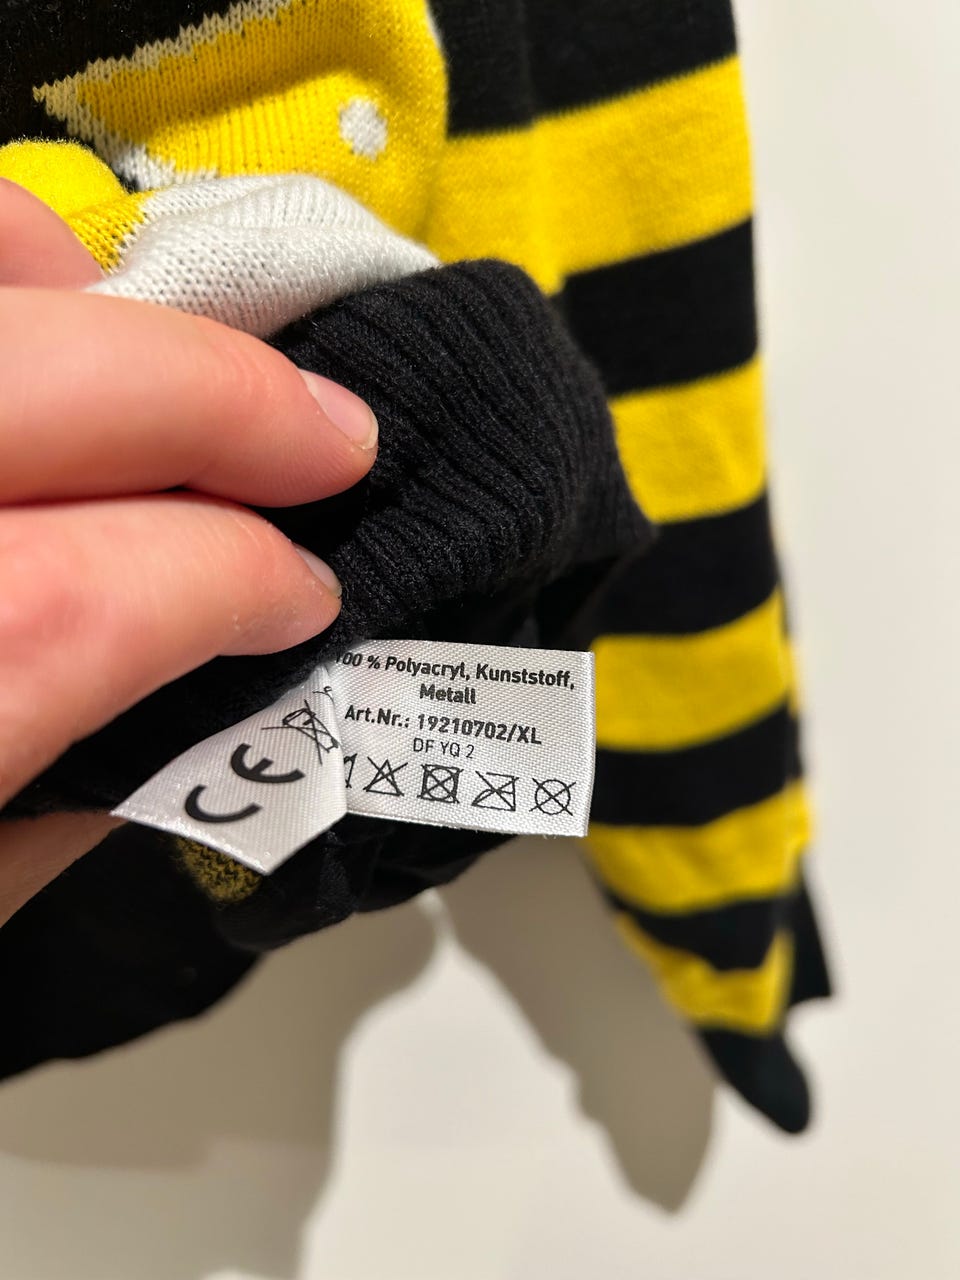 100 % Polyacryl, Kunststoff,
Metall
Art.Nr.: 19210702/XL
DF YQ 2
CE